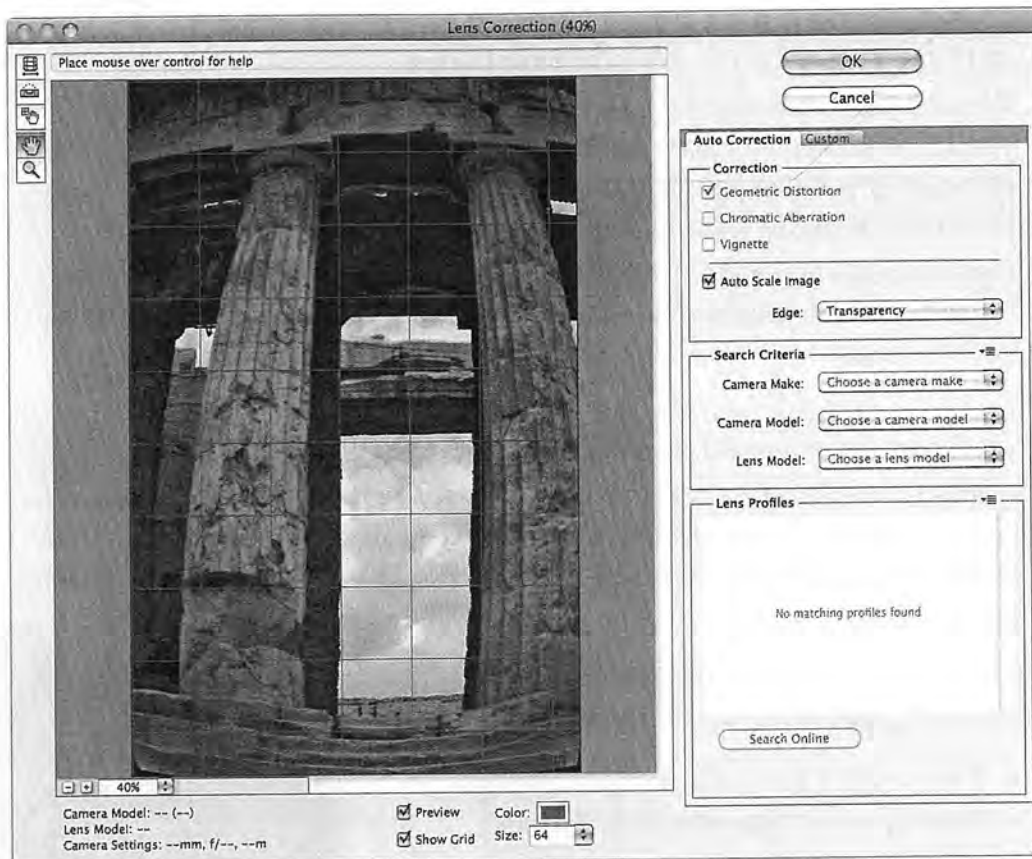 Lens Correction (40%)
Place mouse over control for help
OK
Cancel
Auto Correction Custom
Correction
Geometric Distortion
Chromatic Aberration
Vignette
Auto Scale Image
Edge: Transparency
Search Criteria
Camera Make: Choose a camera make
Camera Model: Choose a camera model
Lens Model: Choose a lens model
Lens Profiles
No matching profiles found
Search Online
40%
Camera Model: -- (--)
Lens Model: --
Camera Settings: --mm, f/--, --m
Preview
Show Grid
Color:
Size: 64